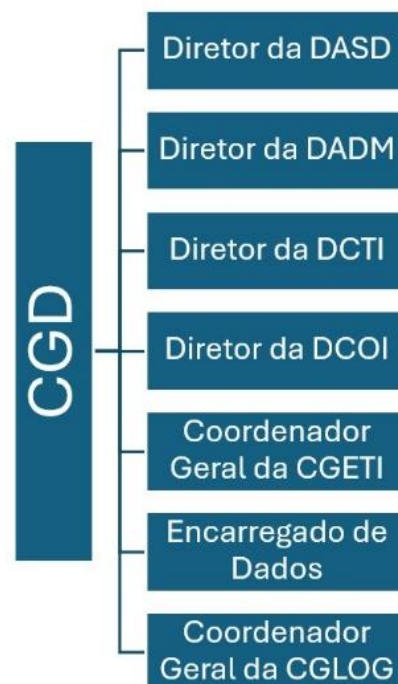 CGD
Diretor da DASD
Diretor da DADM
Diretor da DCTI
Diretor da DCOI
Coordenador
Geral da CGETI
Encarregado de
Dados
Coordenador
Geral da CGLOG